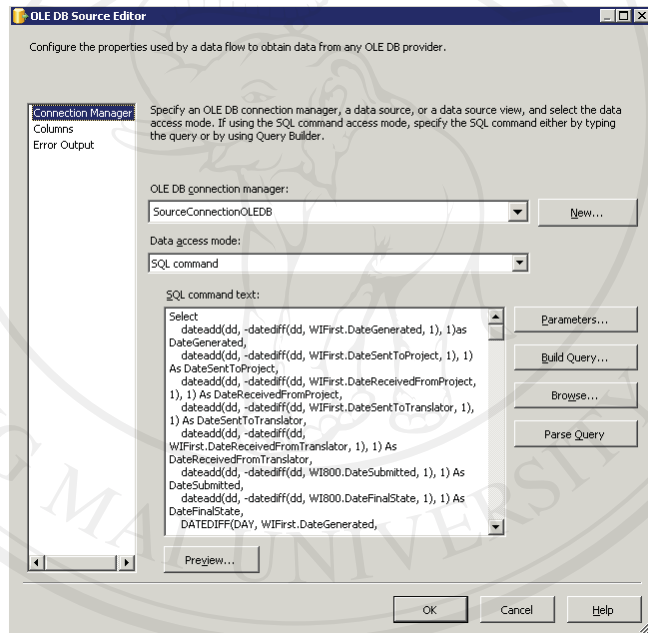 OLE DB Source Editor
Configure the properties used by a data flow to obtain data from any OLE DB provider.
Connection Manager
Columns
Error Output
Specify an OLE DB connection manager, a data source, or a data source view, and select the data
access mode. If using the SQL command access mode, specify the SQL command either by typing
the query or by using Query Builder.
OLE DB connection manager:
SourceConnectionOLEDB
New...
Data access mode:
SQL command
SQL command text:
Select
dateadd(dd, -datediff(dd, WIFirst.DateGenerated, 1), 1)as
DateGenerated,
dateadd(dd, -datediff(dd, WIFirst.DateSentToProject, 1), 1)
As DateSentToProject,
dateadd(dd, -datediff(dd, WIFirst.DateReceivedFromProject,
1), 1) As DateReceivedFromProject,
dateadd(dd, -datediff(dd, WIFirst.DateSentToTranslator, 1),
1) As DateSentToTranslator,
dateadd(dd, -datediff(dd,
WIFirst.DateReceivedFromTranslator, 1), 1) As
DateReceivedFromTranslator,
dateadd(dd, -datediff(dd, WI800.DateSubmitted, 1), 1) As
DateSubmitted,
dateadd(dd, -datediff(dd, WI800.DateFinalState, 1), 1) As
DateFinalState,
DATEDIFF(DAY, WIFirst.DateGenerated,
Parameters...
Build Query...
Browse...
Parse Query
Preview...
OK
Cancel
Help
G MAI UNIVERSITY